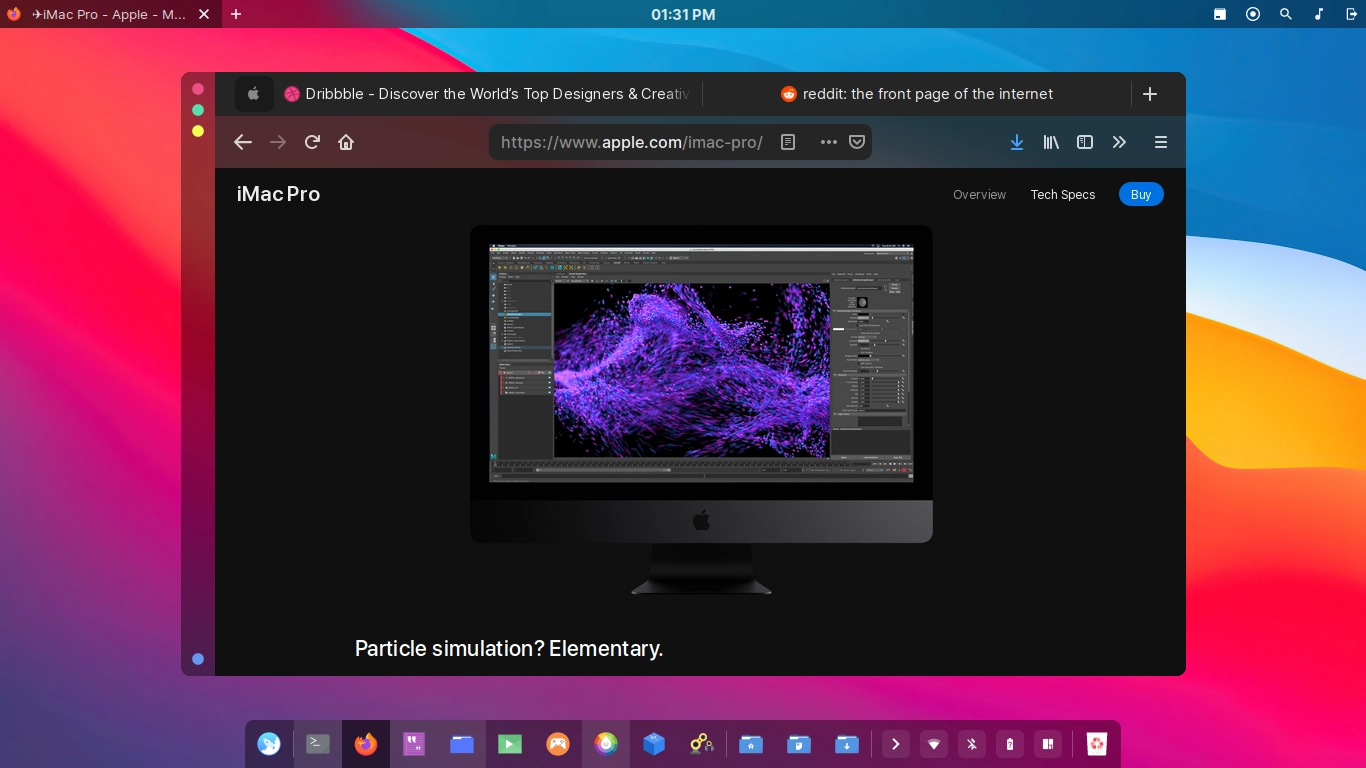 ✈iMac Pro - Apple - M...
01:31 PM
Dribbble - Discover the World's Top Designers & Creativ
reddit: the front page of the internet
https://www.apple.com/imac-pro/
iMac Pro
Overview
Tech Specs
Buy
Particle simulation? Elementary.